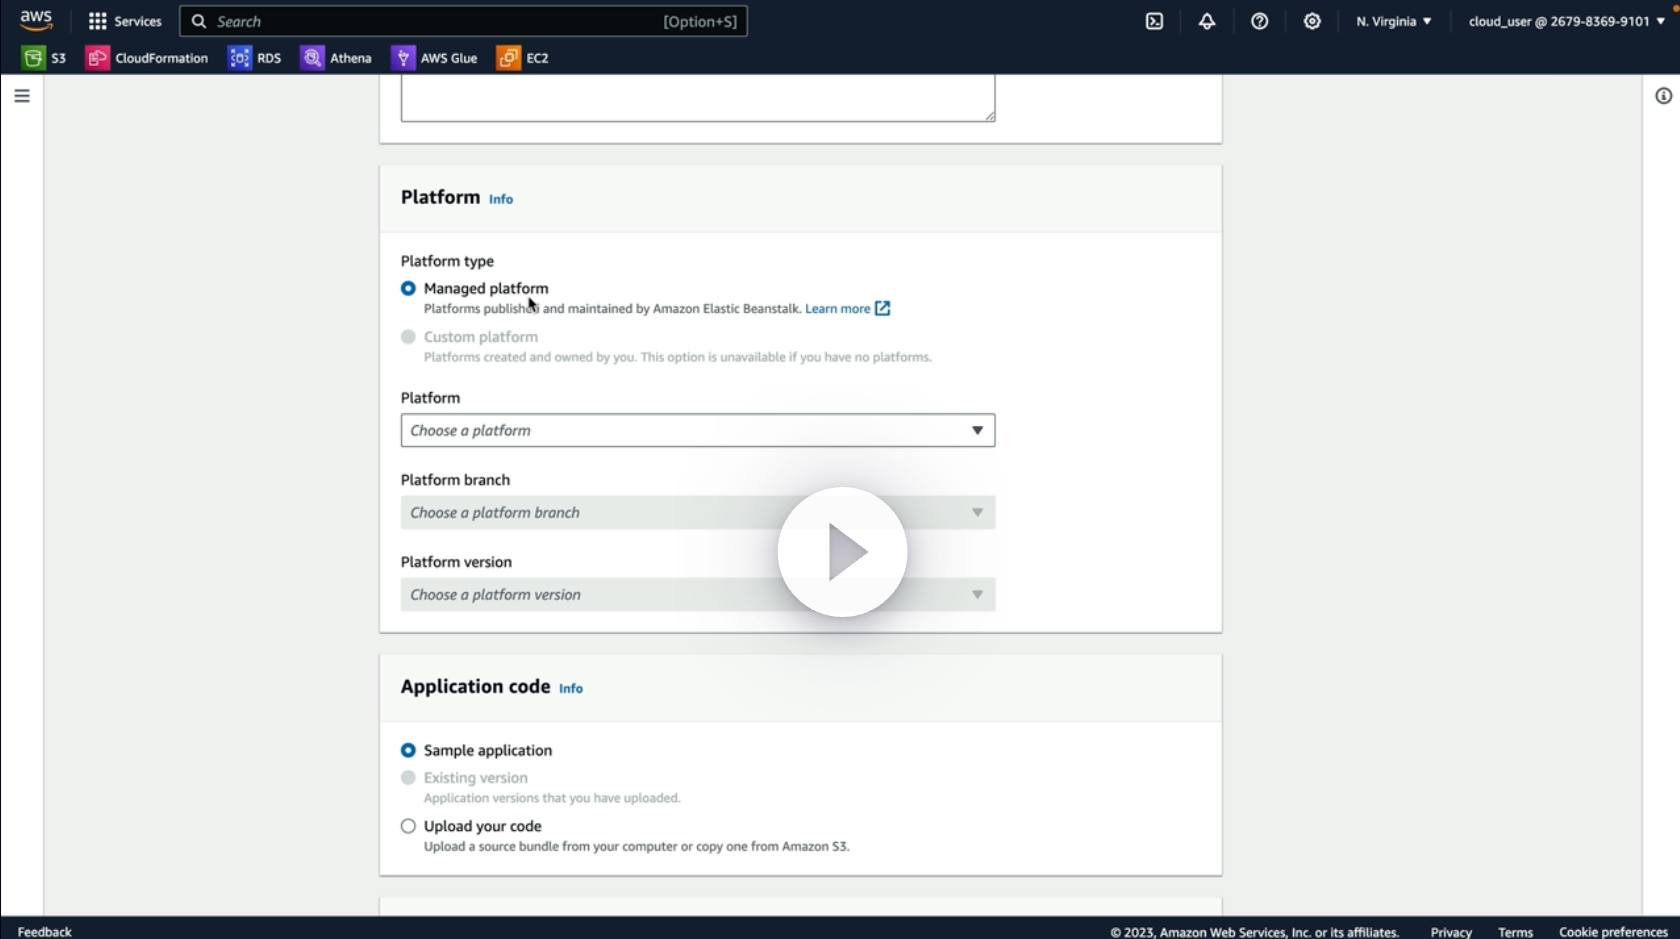 aws
Services
Search
[Option+S]
N. Virginia
cloud_user @ 2679-8369-9101
S3
CloudFormation
RDS
Athena
AWS Glue
EC2
Platform Info
Platform type
Managed platform
Platforms published and maintained by Amazon Elastic Beanstalk. Learn more
Custom platform
Platforms created and owned by you. This option is unavailable if you have no platforms.
Platform
Choose a platform
Platform branch
Choose a platform branch
Platform version
Choose a platform version
Application code Info
Sample application
Existing version
Application versions that you have uploaded.
Upload your code
Upload a source bundle from your computer or copy one from Amazon S3.
Feedback
© 2023, Amazon Web Services, Inc. or its affiliates.
Privacy
Terms
Cookie preferences